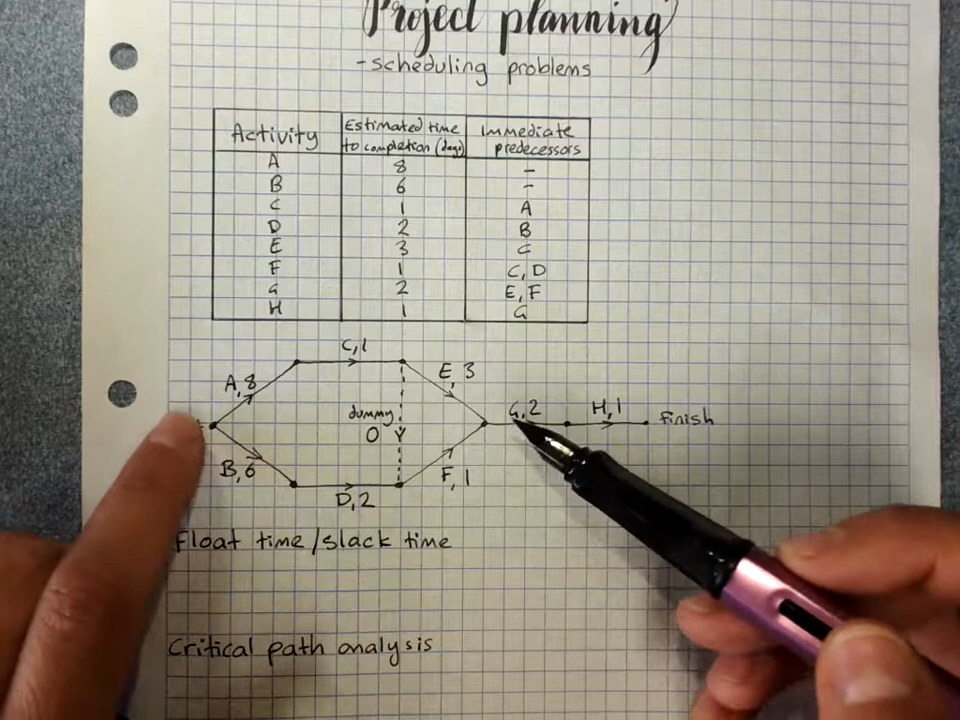 Project planning
-scheduling problems
Activity | Estimated time to completion (days) | Immediate predecessors
A | 8 | -
B | 6 | -
C | 1 | A
D | 2 | B
E | 3 | C
F | 1 | C, D
G | 2 | E, F
H | 1 | G
C,1
E,3
A,8
G,2
H,1
finish
dummy
0
B,6
D,2
F,1
Float time/slack time
Critical path analysis